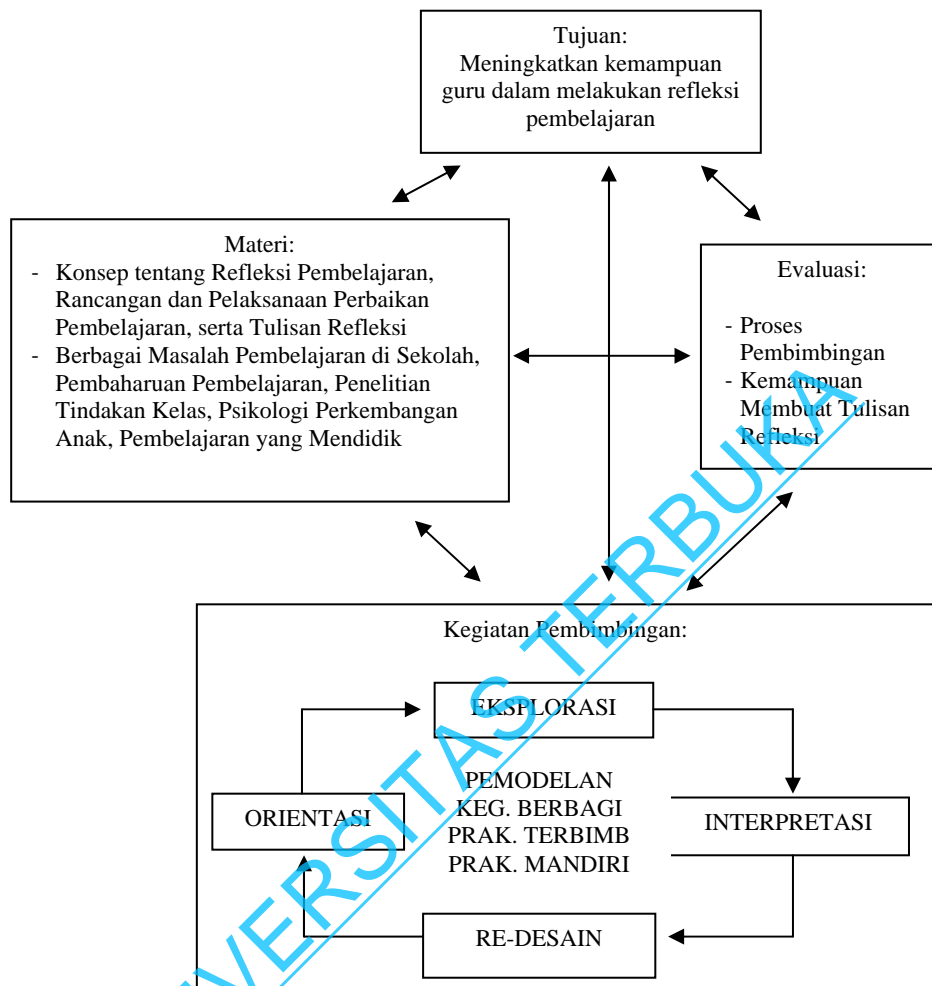 Tujuan:
Meningkatkan kemampuan
guru dalam melakukan refleksi
pembelajaran
Materi:
- Konsep tentang Refleksi Pembelajaran,
Rancangan dan Pelaksanaan Perbaikan
Pembelajaran, serta Tulisan Refleksi
- Berbagai Masalah Pembelajaran di Sekolah,
Pembaharuan Pembelajaran, Penelitian
Tindakan Kelas, Psikologi Perkembangan
Anak, Pembelajaran yang Mendidik
Evaluasi:
- Proses
Pembimbingan
- Kemampuan
Membuat Tulisan
Refleksi
Kegiatan Pembimbingan:
EKSPLORASI
ORIENTASI
PEMODELAN
KEG. BERBAGI
PRAK. TERBIMB
PRAK. MANDIRI
INTERPRETASI
RE-DESAIN
VERSITAS TERBUKA